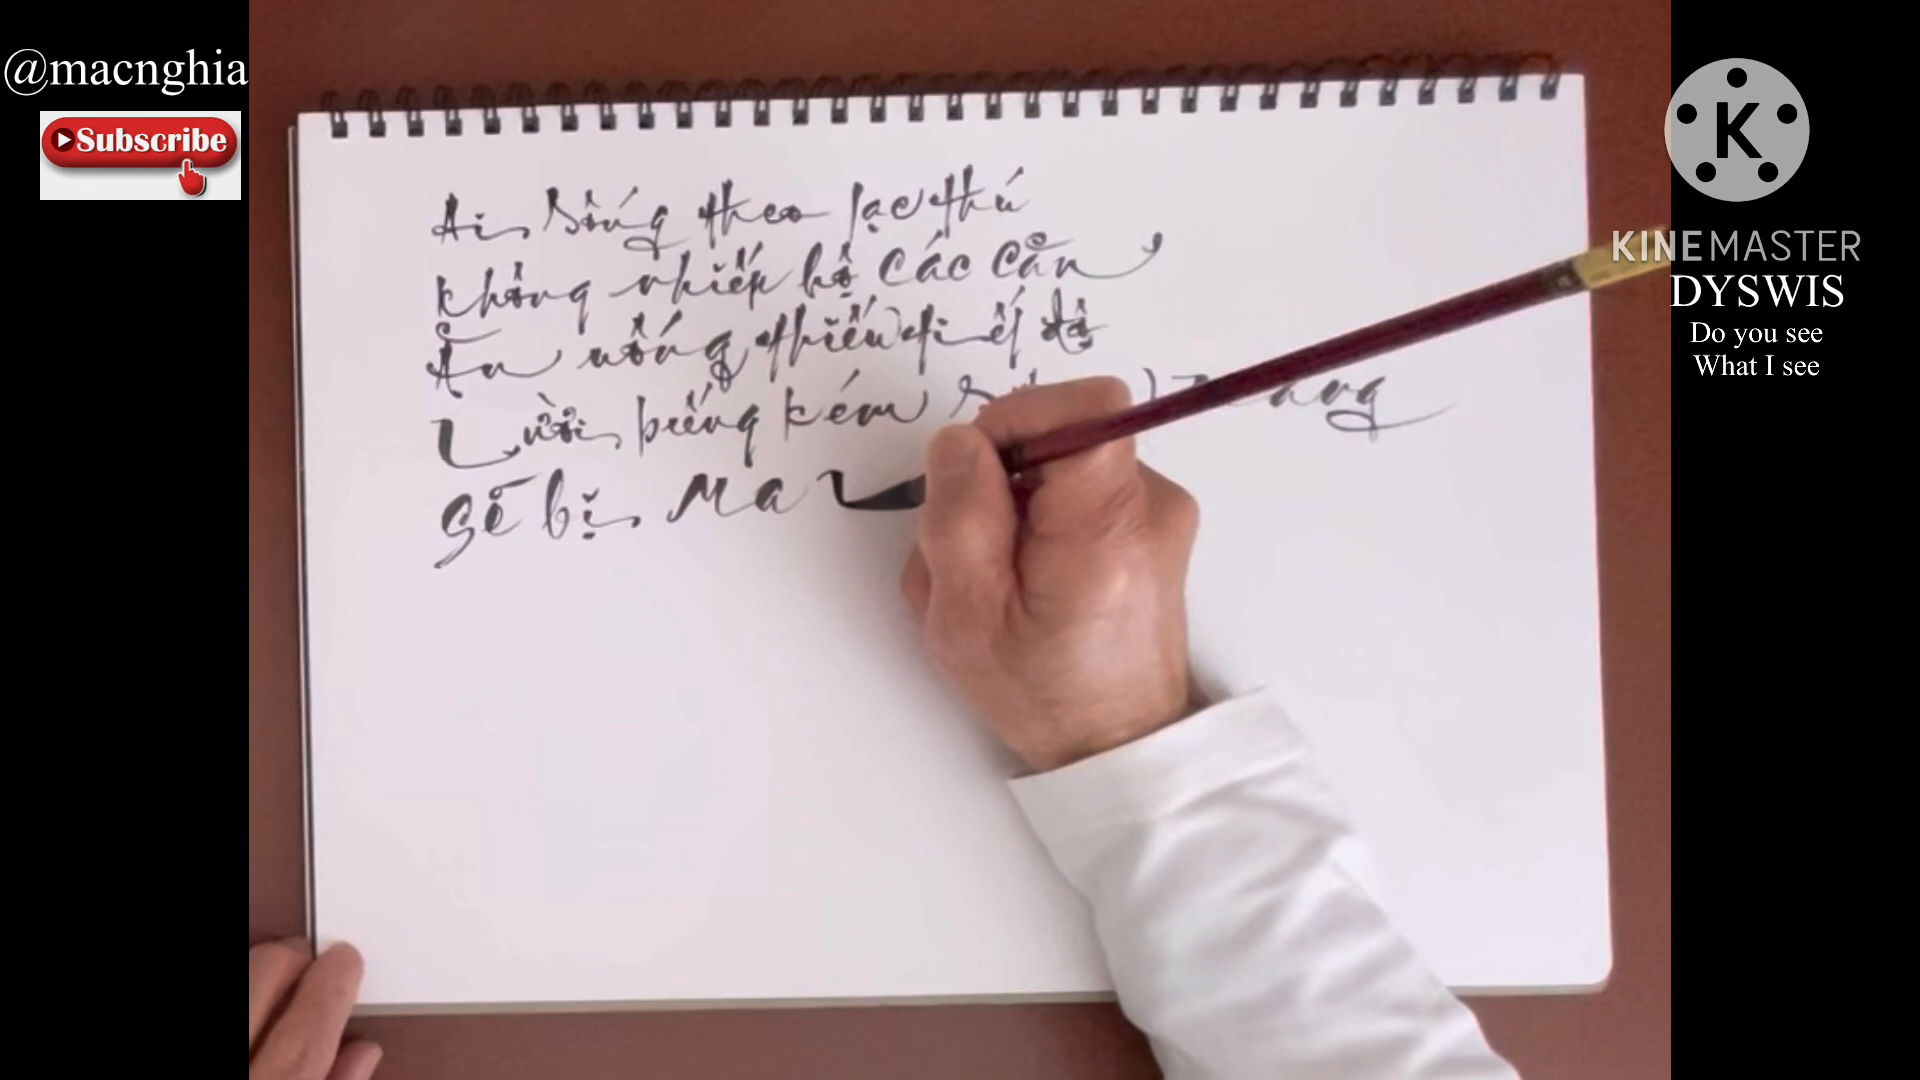 @macnghia
Subscribe
Ai sống theo lạc thú
không nhiếp hộ các căn
Ăn uống thiếu tiết độ
Lười biếng kém
sẽ bị Ma
K
KINEMASTER
DYSWIS
Do you see
What I see